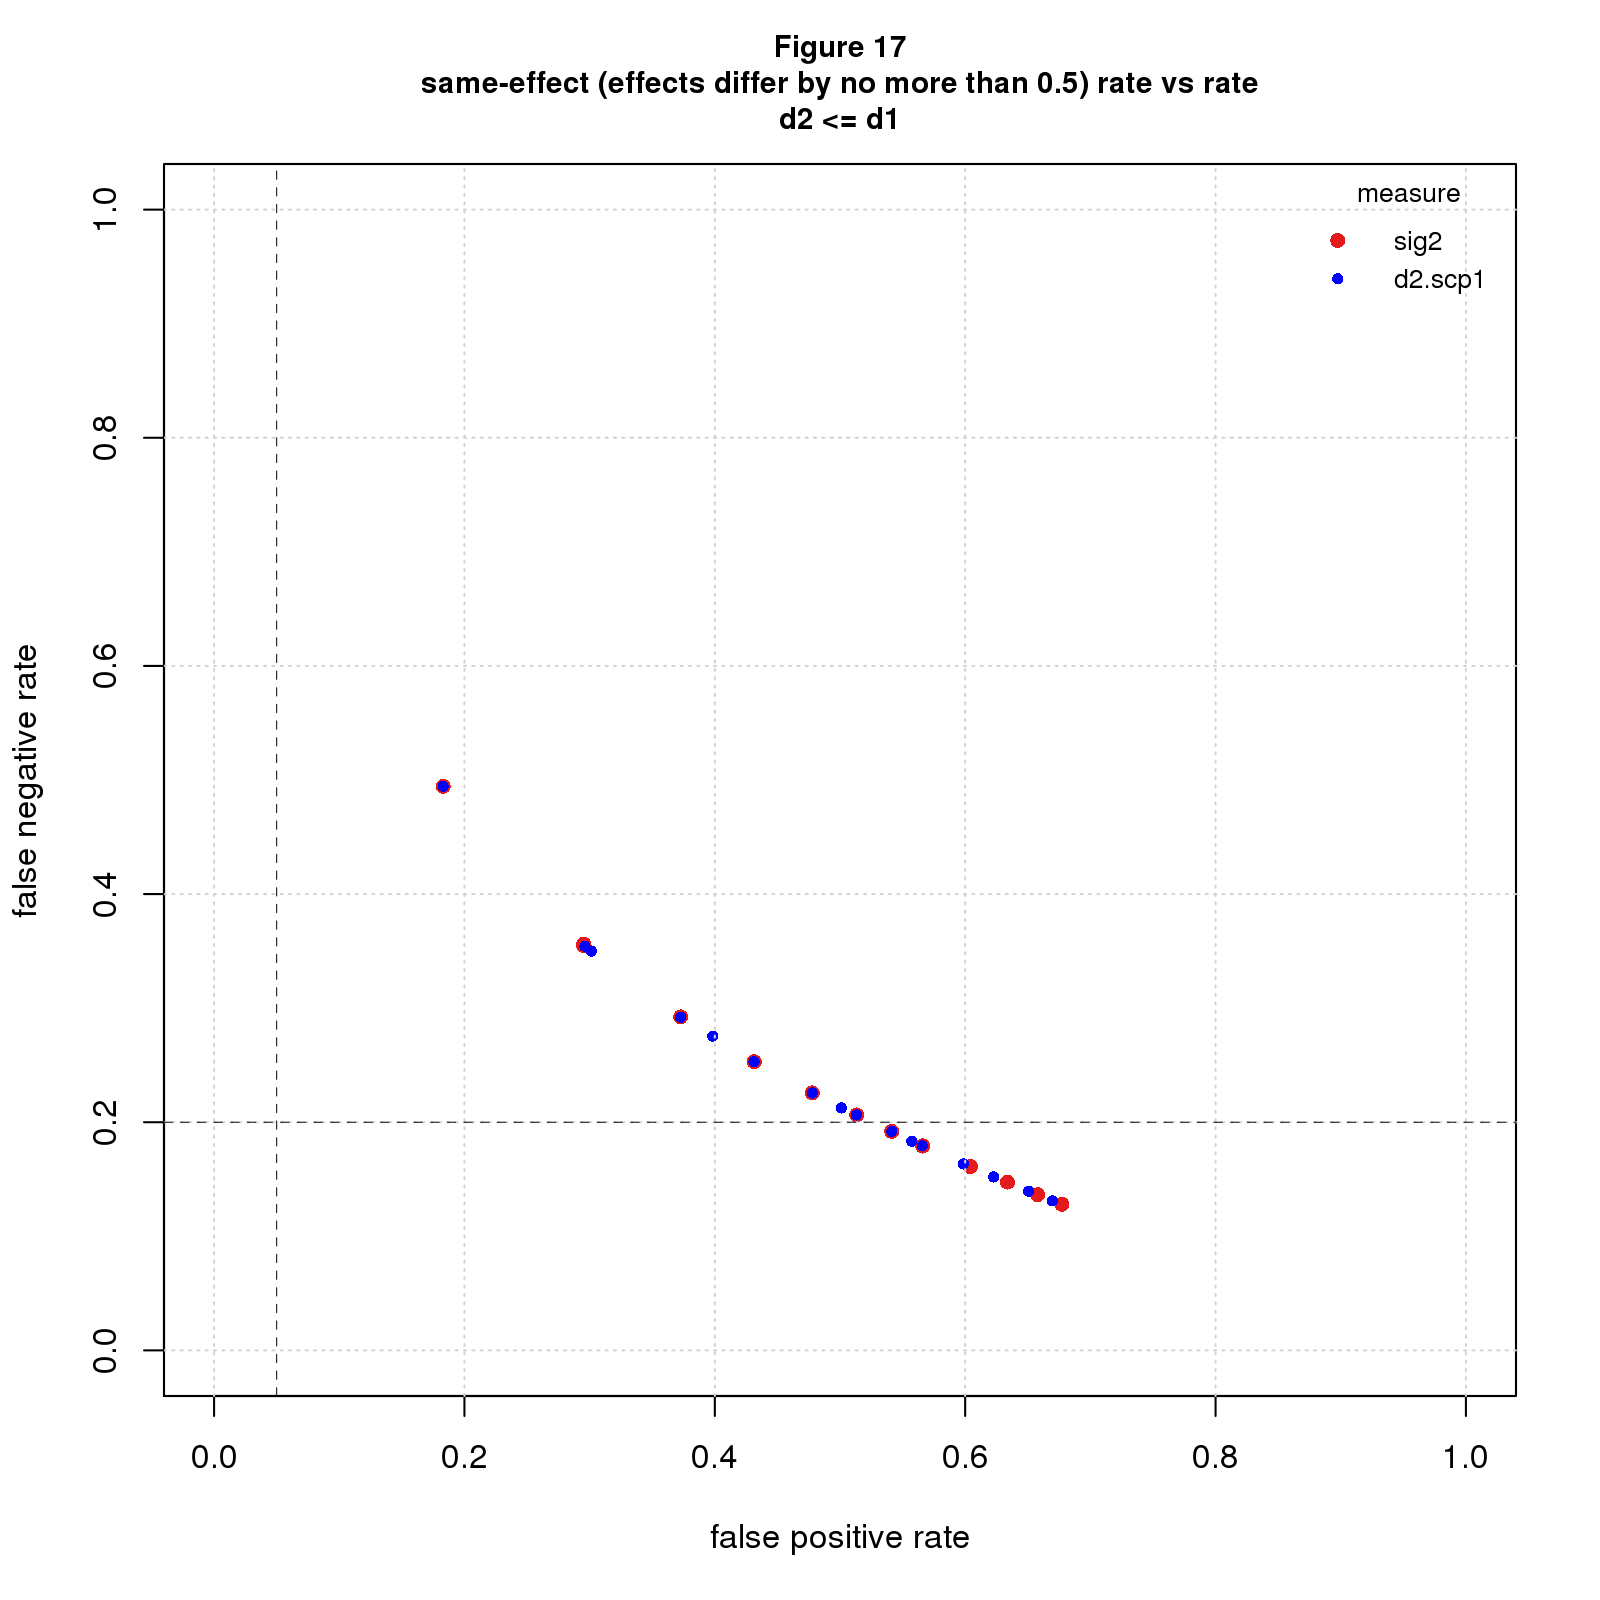 Figure 17
same-effect (effects differ by no more than 0.5) rate vs rate
d2 <= d1
measure
sig2
d2.scp1
false negative rate
1.0
0.8
0.6
0.4
0.2
0.0
0.0 0.2 0.4 0.6 0.8 1.0
false positive rate